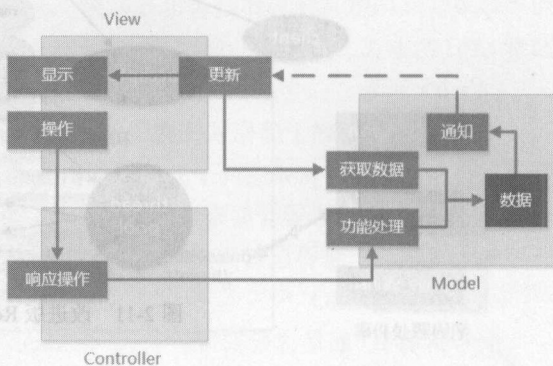 View
显示
更新
操作
通知
获取数据
数据
功能处理
响应操作
Model
Controller